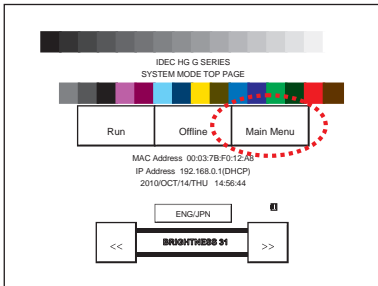 IDEC HG G SERIES
SYSTEM MODE TOP PAGE
Run Offline Main Menu
MAC Address 00:03:7B:F0:12:A8
IP Address 192.168.0.1(DHCP)
2010/OCT/14/THU 14:56:44
ENG/JPN
<< BRIGHTNESS 31 >>